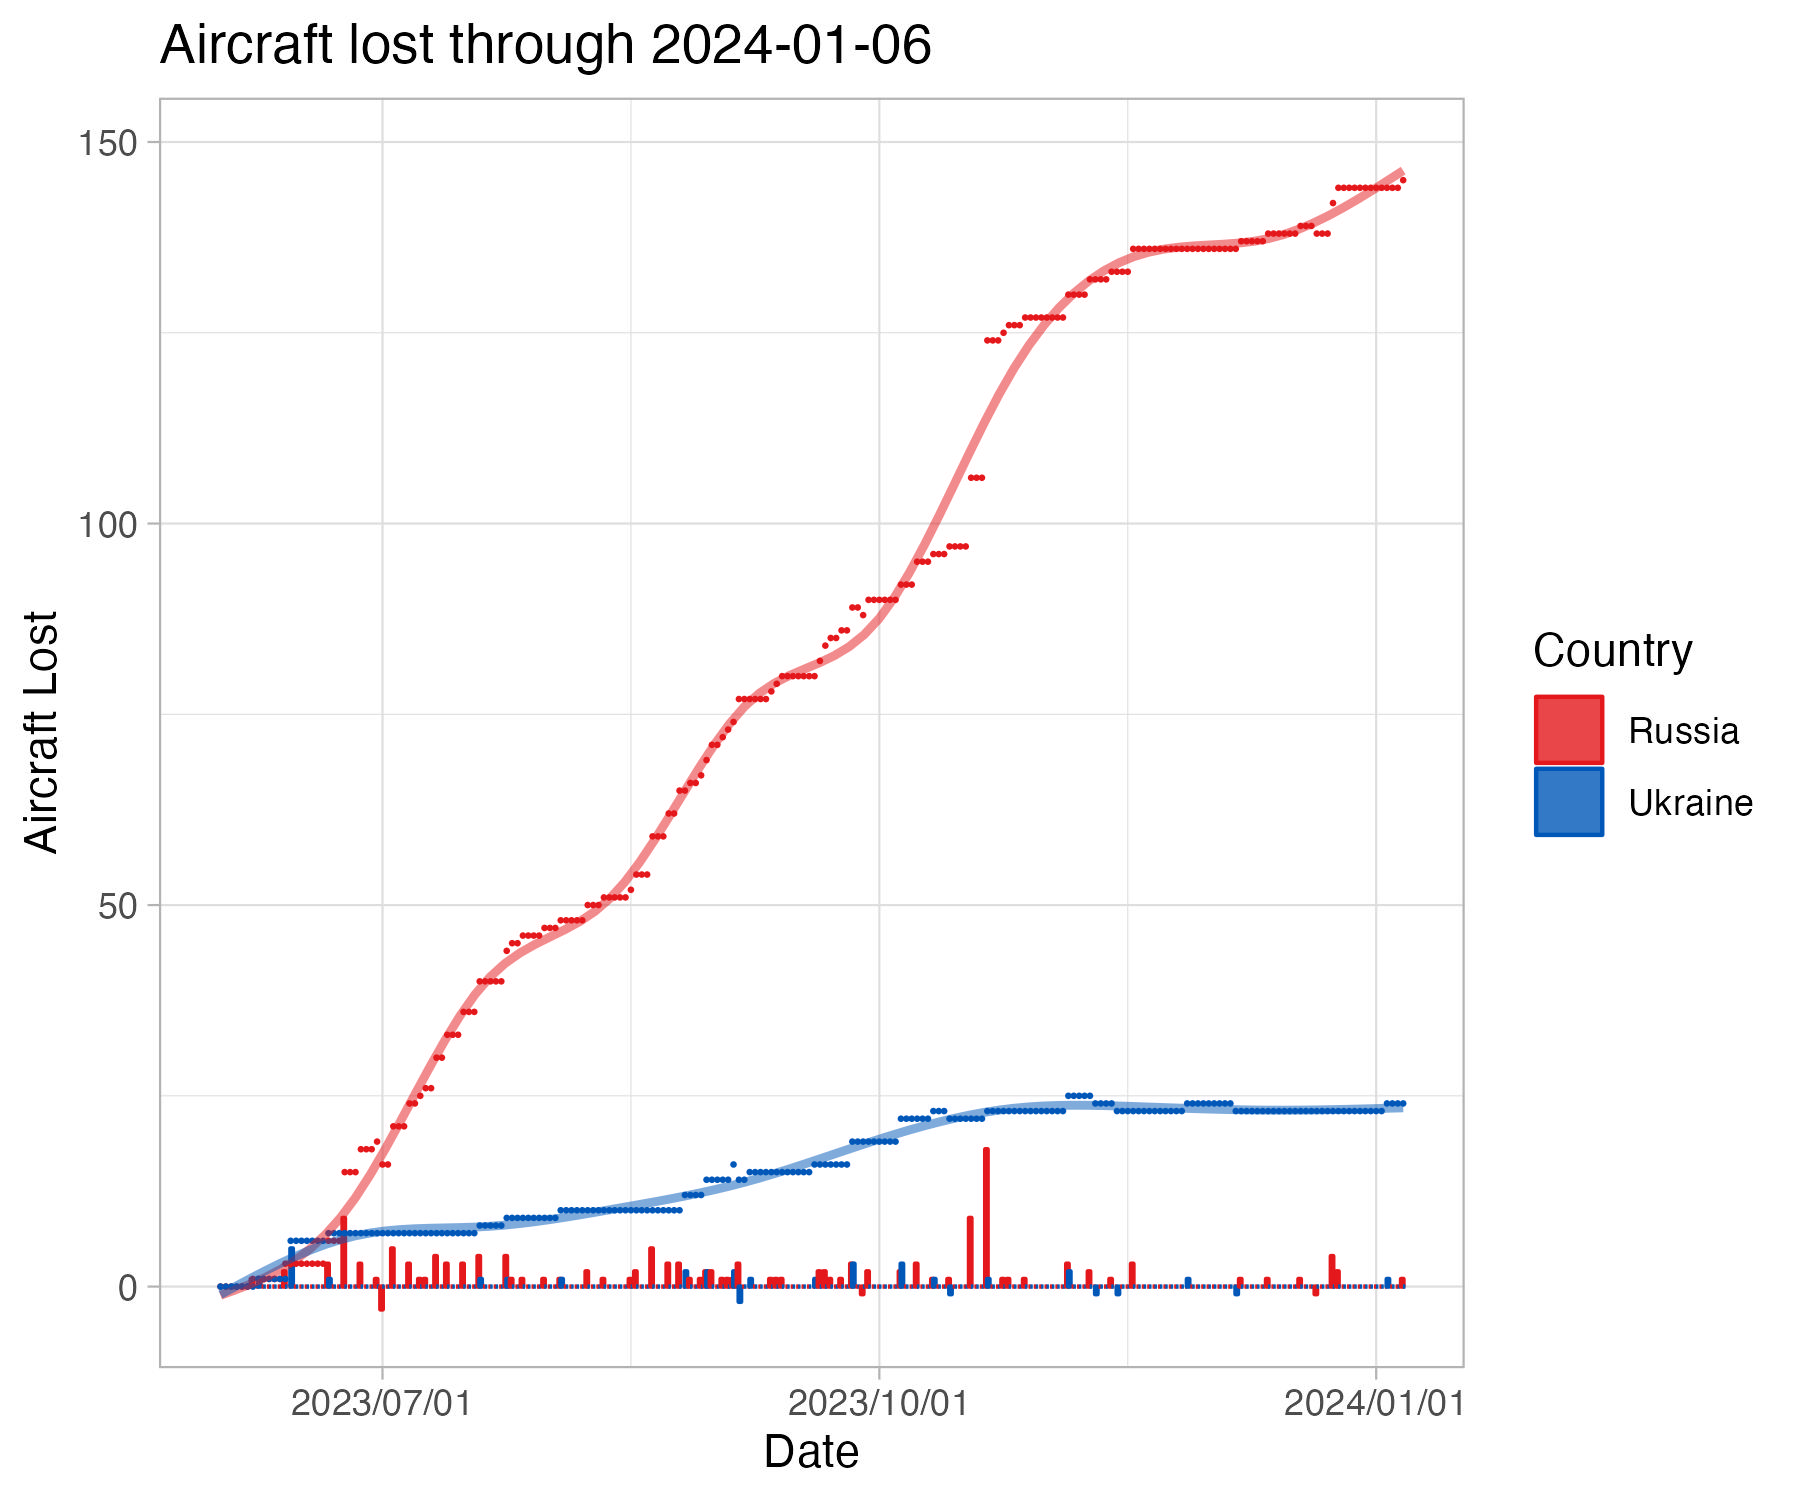 Aircraft lost through 2024-01-06
150
100
50
0
Aircraft Lost
2023/07/01
2023/10/01
2024/01/01
Date
Country
Russia
Ukraine